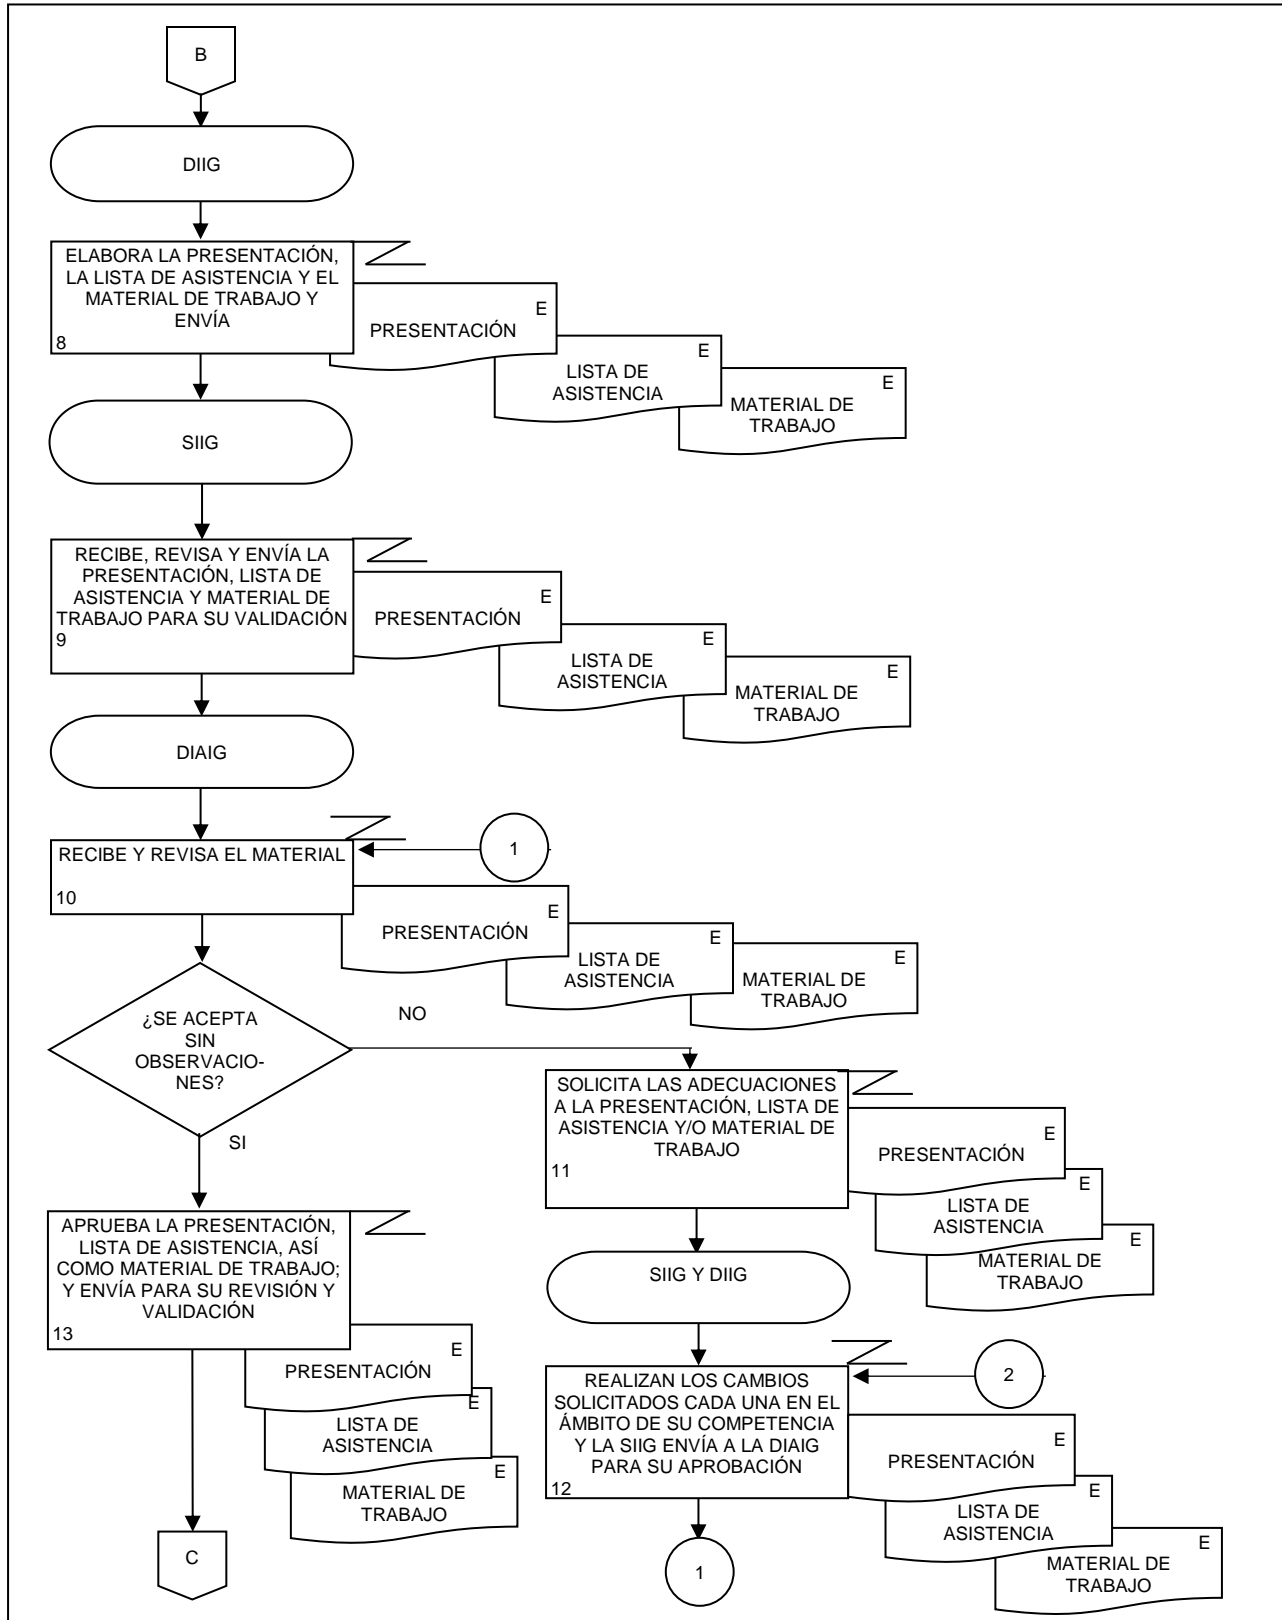 B
DIIG
ELABORA LA PRESENTACIÓN,
LA LISTA DE ASISTENCIA Y EL
MATERIAL DE TRABAJO Y
ENVÍA
8
E
PRESENTACIÓN
E
LISTA DE
ASISTENCIA
E
MATERIAL DE
TRABAJO
SIIG
RECIBE, REVISA Y ENVÍA LA
PRESENTACIÓN, LISTA DE
ASISTENCIA Y MATERIAL DE
TRABAJO PARA SU VALIDACIÓN
9
E
PRESENTACIÓN
E
LISTA DE
ASISTENCIA
E
MATERIAL DE
TRABAJO
DIAIG
RECIBE Y REVISA EL MATERIAL
10
1
E
PRESENTACIÓN
E
LISTA DE
ASISTENCIA
E
MATERIAL DE
TRABAJO
¿SE ACEPTA
SIN
OBSERVACIO-
NES?
NO
SI
SOLICITA LAS ADECUACIONES
A LA PRESENTACIÓN, LISTA DE
ASISTENCIA Y/O MATERIAL DE
TRABAJO
11
E
PRESENTACIÓN
E
LISTA DE
ASISTENCIA
E
MATERIAL DE
TRABAJO
SIIG Y DIIG
REALIZAN LOS CAMBIOS
SOLICITADOS CADA UNA EN EL
ÁMBITO DE SU COMPETENCIA
Y LA SIIG ENVÍA A LA DIAIG
PARA SU APROBACIÓN
12
2
E
PRESENTACIÓN
E
LISTA DE
ASISTENCIA
E
MATERIAL DE
TRABAJO
1
APRUEBA LA PRESENTACIÓN,
LISTA DE ASISTENCIA, ASÍ
COMO MATERIAL DE TRABAJO;
Y ENVÍA PARA SU REVISIÓN Y
VALIDACIÓN
13
E
PRESENTACIÓN
E
LISTA DE
ASISTENCIA
E
MATERIAL DE
TRABAJO
C